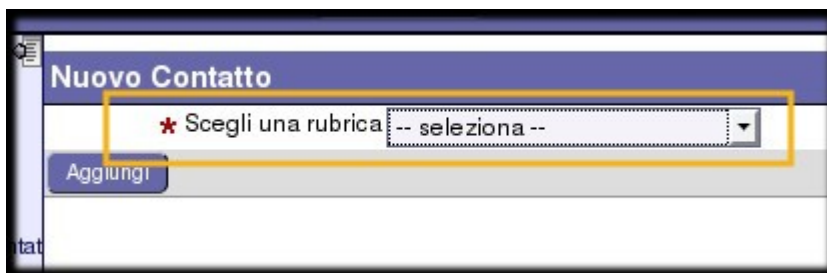 Nuovo Contatto
* Scegli una rubrica -- seleziona --
Aggiungi